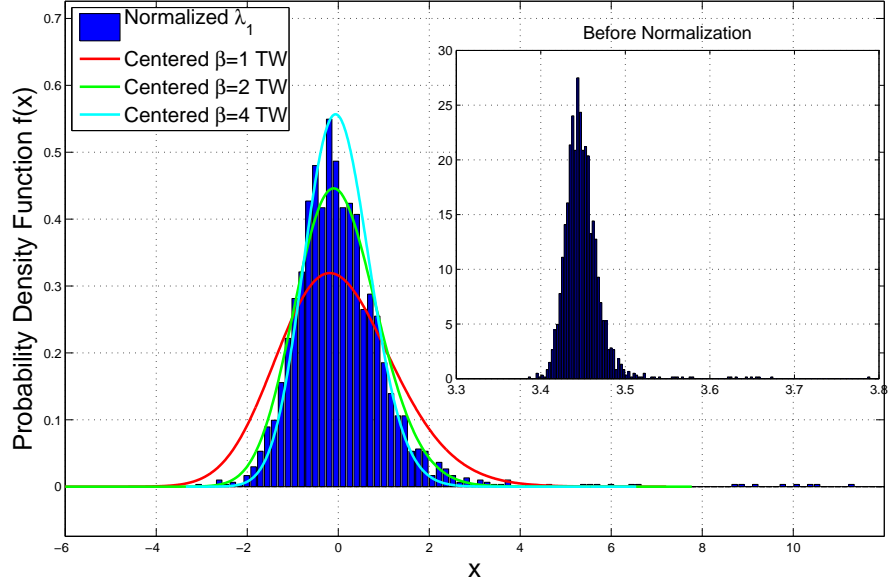 Normalized λ1
Centered β=1 TW
Centered β=2 TW
Centered β=4 TW
Before Normalization
30
25
20
15
10
5
0
3.3 3.4 3.5 3.6 3.7 3.8
Probability Density Function f(x)
0.7
0.6
0.5
0.4
0.3
0.2
0.1
0
−6 −4 −2 0 2 4 6 8 10
x